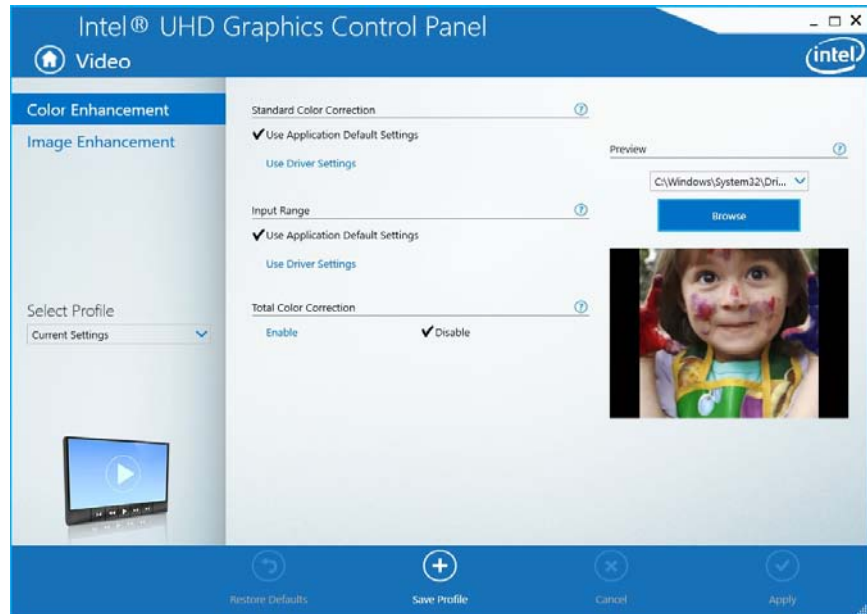 Intel® UHD Graphics Control Panel
Video
intel
Color Enhancement
Image Enhancement
Select Profile
Current Settings
Standard Color Correction
Use Application Default Settings
Use Driver Settings
Input Range
Use Application Default Settings
Use Driver Settings
Total Color Correction
Enable
Disable
Preview
C:\Windows\System32\Dri...
Browse
Restore Defaults
Save Profile
Cancel
Apply